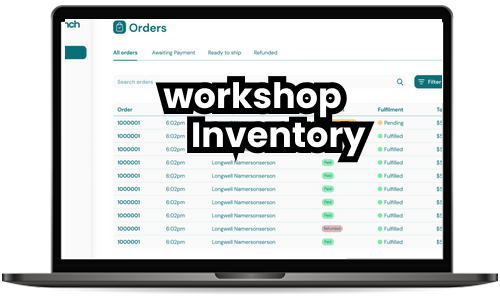 nch
Orders
All orders Awaiting Payment Ready to ship Refunded
Search orders
Filter
workshop
Inventory
Order Fulfilment To
1000001 6:02pm Pending $5
1000001 6:02pm Fulfilled $5
1000001 6:02pm Fulfilled $5
1000001 6:02pm Longwell Namersonserson Paid Fulfilled $5
1000001 6:02pm Longwell Namersonserson Paid Fulfilled $5
1000001 6:02pm Longwell Namersonserson Paid Fulfilled $5
1000001 6:02pm Longwell Namersonserson Paid Fulfilled $5
1000001 6:02pm Longwell Namersonserson Paid Fulfilled $5
1000001 6:02pm Longwell Namersonserson Refunded Fulfilled $5
1000001 6:02pm Longwell Namersonserson Paid Fulfilled $5